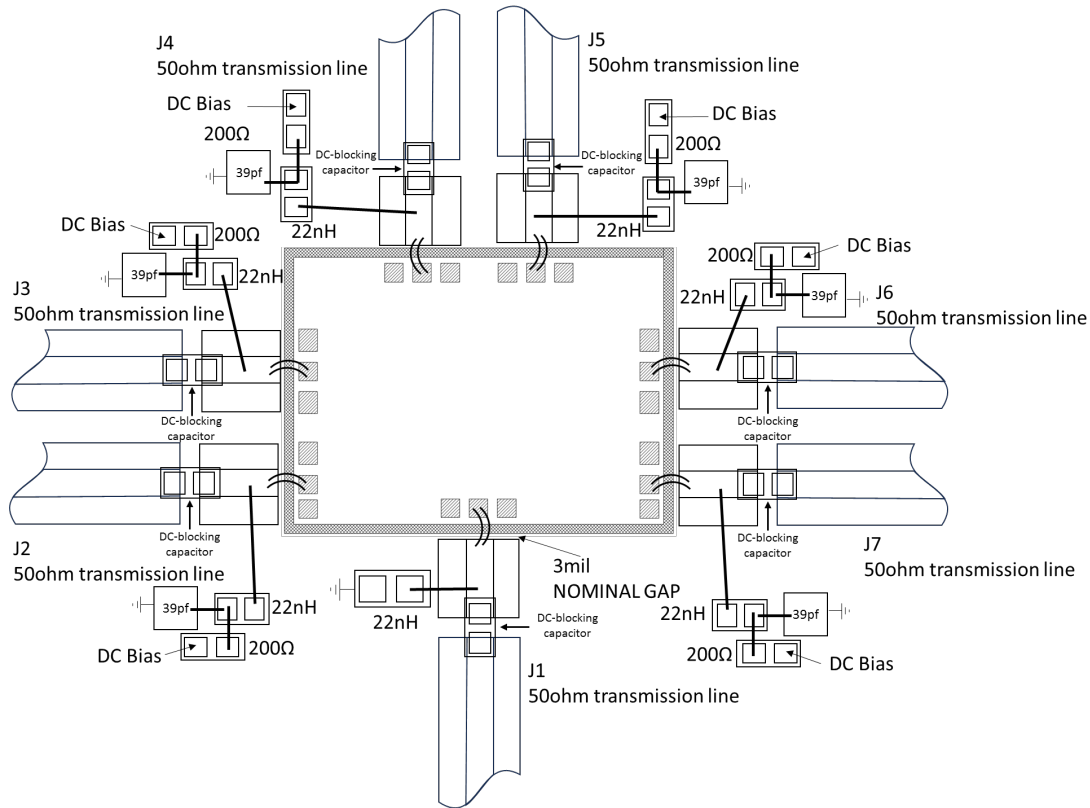 J4
50ohm transmission line
DC Bias
200Ω
39pf
22nH
DC-blocking
capacitor
J5
50ohm transmission line
DC Bias
200Ω
39pf
22nH
DC-blocking
capacitor
DC Bias
200Ω
39pf
22nH
J3
50ohm transmission line
DC-blocking
capacitor
DC Bias
200Ω
22nH
39pf
J6
50ohm transmission line
DC-blocking
capacitor
DC-blocking
capacitor
J2
50ohm transmission line
39pf
22nH
DC Bias
200Ω
DC-blocking
capacitor
J7
50ohm transmission line
22nH
39pf
200Ω
DC Bias
3mil
NOMINAL GAP
22nH
DC-blocking
capacitor
J1
50ohm transmission line